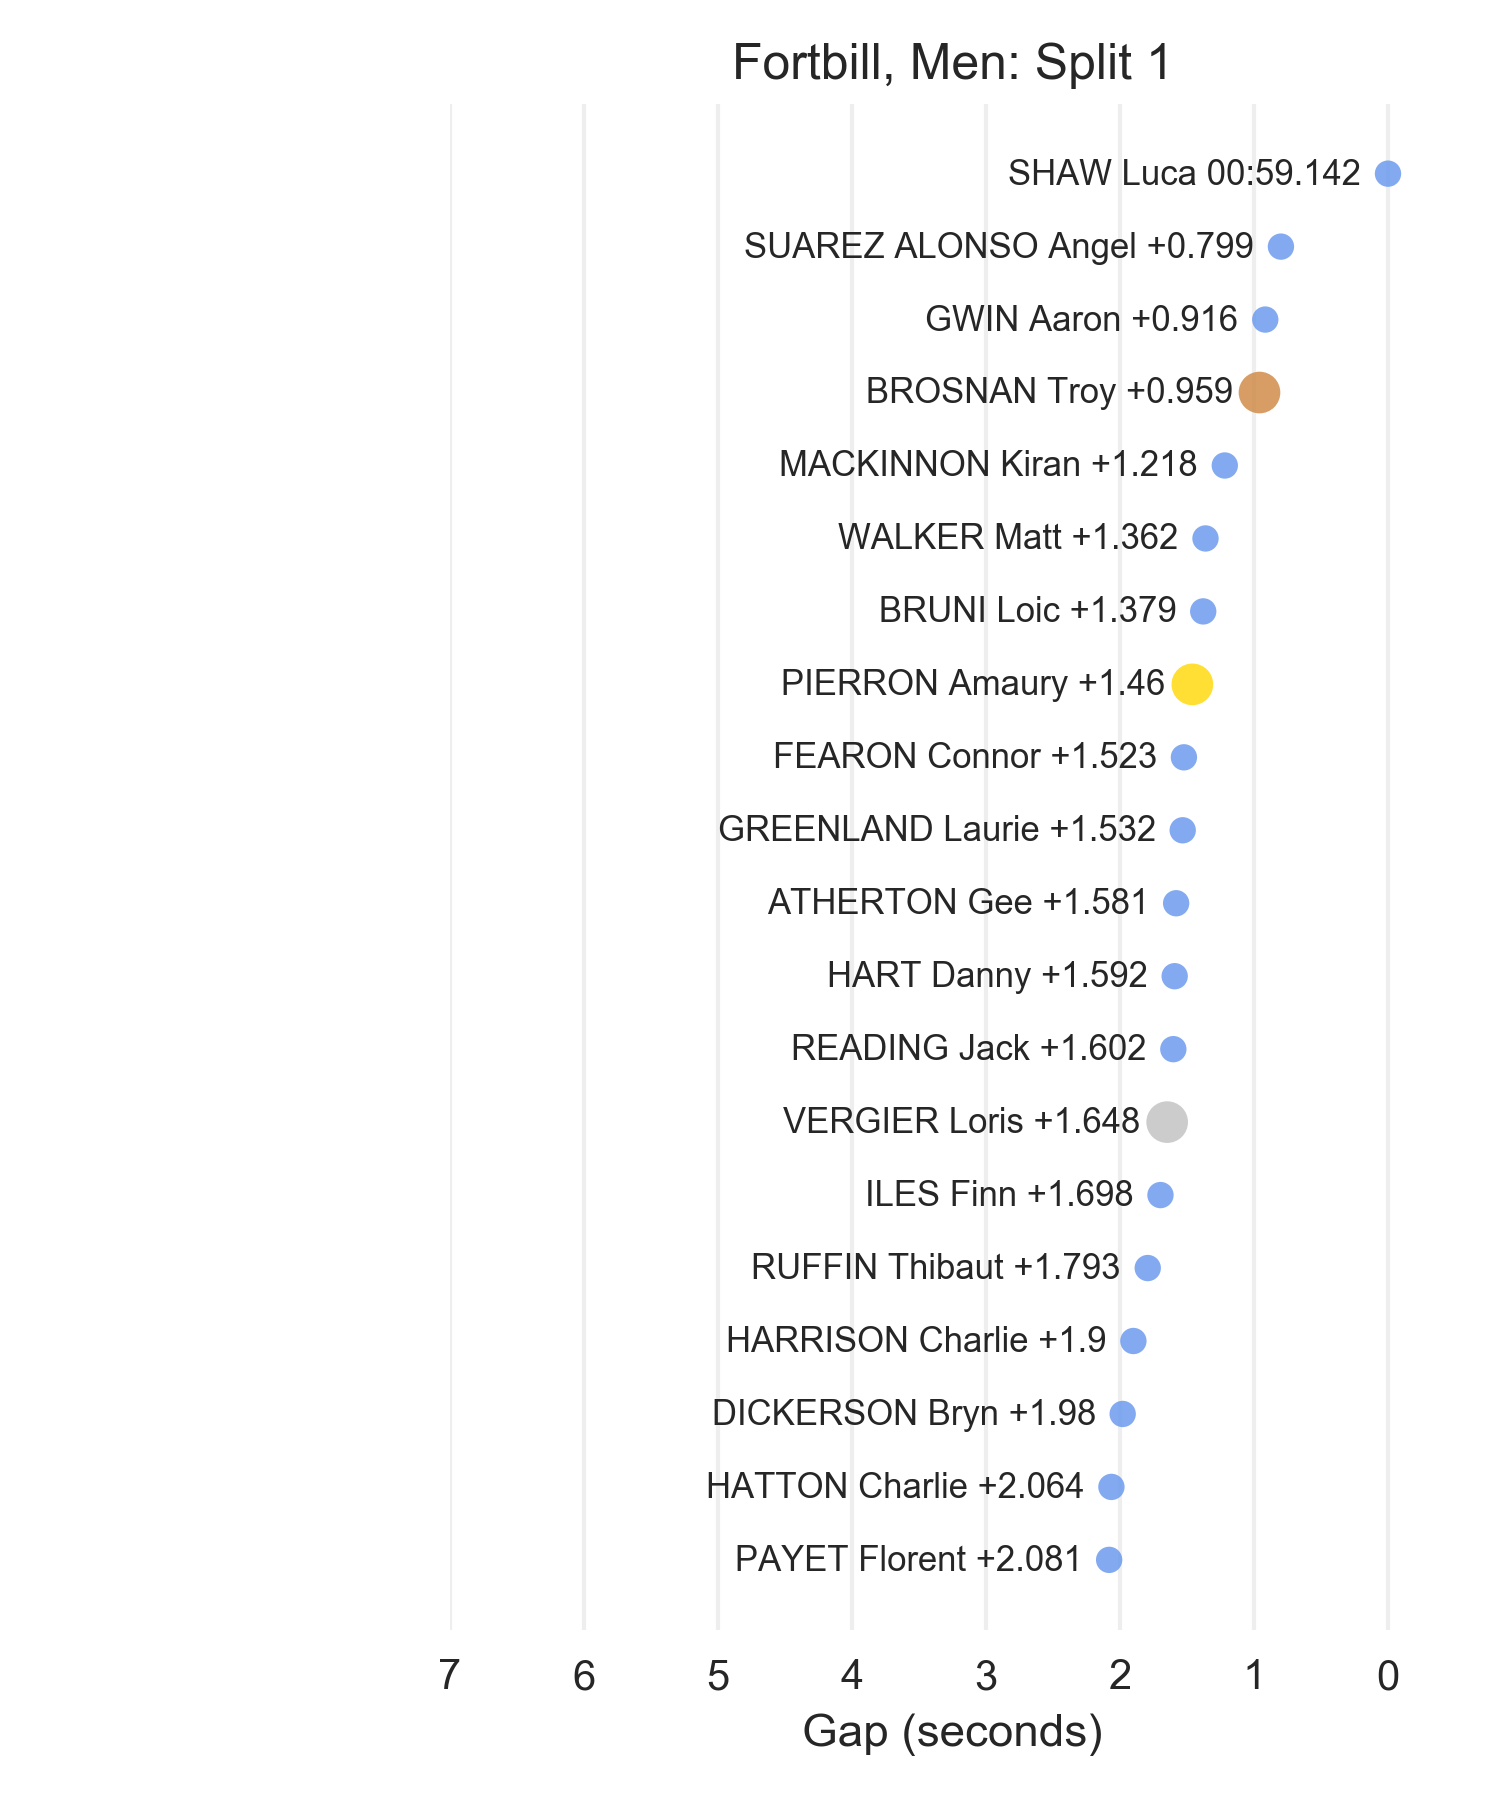 Fortbill, Men: Split 1
SHAW Luca 00:59.142
SUAREZ ALONSO Angel +0.799
GWIN Aaron +0.916
BROSNAN Troy +0.959
MACKINNON Kiran +1.218
WALKER Matt +1.362
BRUNI Loic +1.379
PIERRON Amaury +1.46
FEARON Connor +1.523
GREENLAND Laurie +1.532
ATHERTON Gee +1.581
HART Danny +1.592
READING Jack +1.602
VERGIER Loris +1.648
ILES Finn +1.698
RUFFIN Thibaut +1.793
HARRISON Charlie +1.9
DICKERSON Bryn +1.98
HATTON Charlie +2.064
PAYET Florent +2.081
7 6 5 4 3 2 1 0
Gap (seconds)